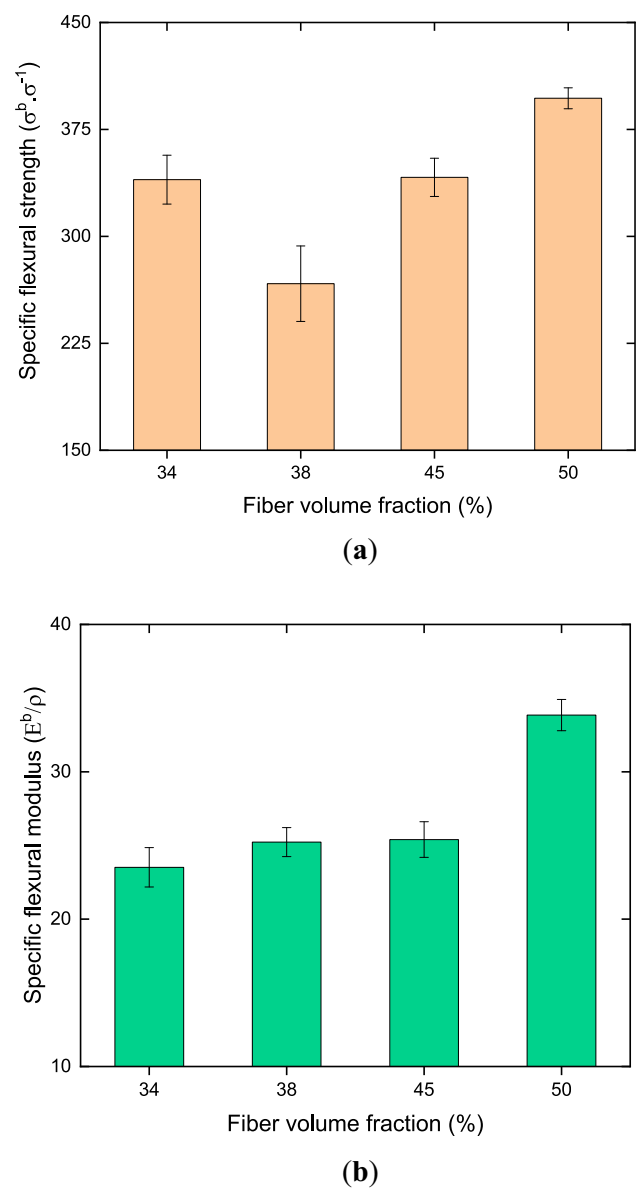 Specific flexural strength (σᵇ.σ⁻¹)
450
375
300
225
150
34 38 45 50
Fiber volume fraction (%)
(a)
Specific flexural modulus (Eᵇ/ρ)
40
30
20
10
34 38 45 50
Fiber volume fraction (%)
(b)